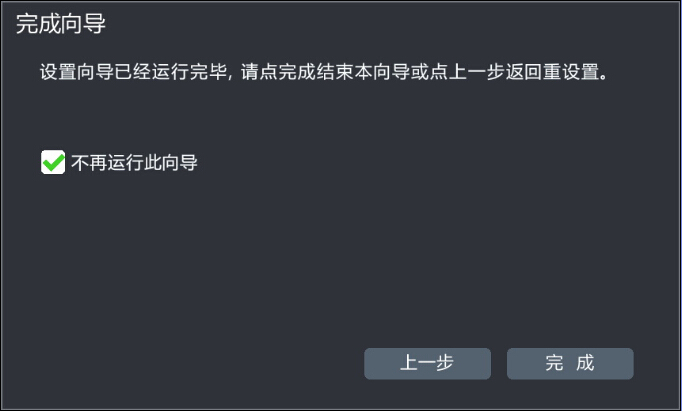 完成向导
设置向导已经运行完毕, 请点完成结束本向导或点上一步返回重设置。
不再运行此向导
上一步
完 成